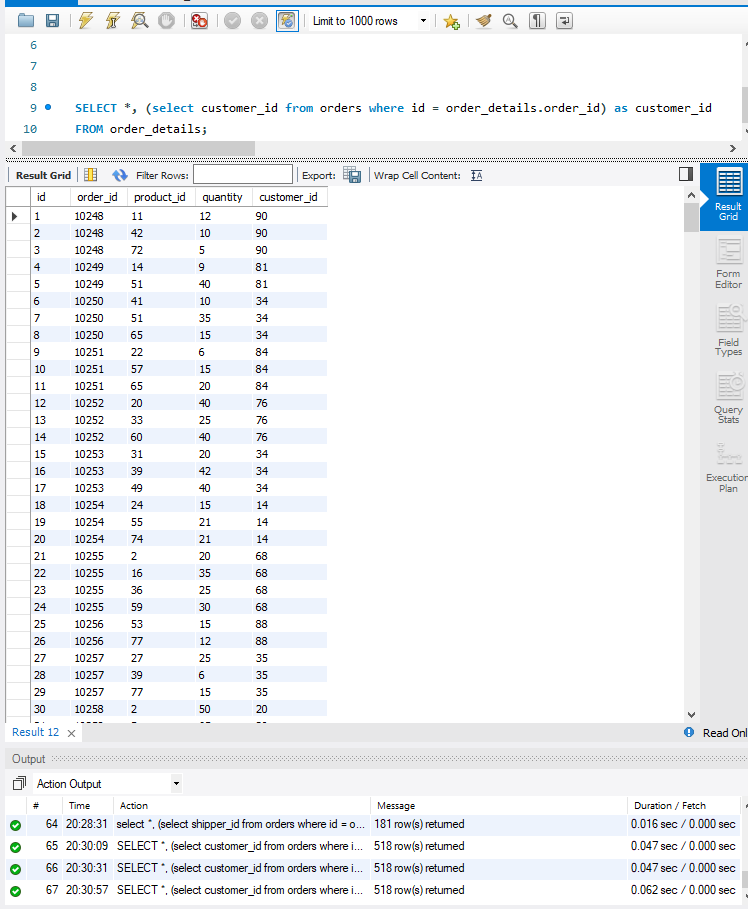 Limit to 1000 rows
6
7
8
9 SELECT *, (select customer_id from orders where id = order_details.order_id) as customer_id
10 FROM order_details;
Result Grid Filter Rows: Export: Wrap Cell Content:
id order_id product_id quantity customer_id
1 10248 11 12 90
2 10248 42 10 90
3 10248 72 5 90
4 10249 14 9 81
5 10249 51 40 81
6 10250 41 10 34
7 10250 51 35 34
8 10250 65 15 34
9 10251 22 6 84
10 10251 57 15 84
11 10251 65 20 84
12 10252 20 40 76
13 10252 33 25 76
14 10252 60 40 76
15 10253 31 20 34
16 10253 39 42 34
17 10253 49 40 34
18 10254 24 15 14
19 10254 55 21 14
20 10254 74 21 14
21 10255 2 20 68
22 10255 16 35 68
23 10255 36 25 68
24 10255 59 30 68
25 10256 53 15 88
26 10256 77 12 88
27 10257 27 25 35
28 10257 39 6 35
29 10257 77 15 35
30 10258 2 50 20
Result
Grid
Form
Editor
Field
Types
Query
Stats
Execution
Plan
Result 12 Read Onl
Output
Action Output
# Time Action Message Duration / Fetch
64 20:28:31 select *, (select shipper_id from orders where id = o... 181 row(s) returned 0.016 sec / 0.000 sec
65 20:30:09 SELECT *, (select customer_id from orders where i... 518 row(s) returned 0.047 sec / 0.000 sec
66 20:30:31 SELECT *, (select customer_id from orders where i... 518 row(s) returned 0.047 sec / 0.000 sec
67 20:30:57 SELECT *, (select customer_id from orders where i... 518 row(s) returned 0.062 sec / 0.000 sec